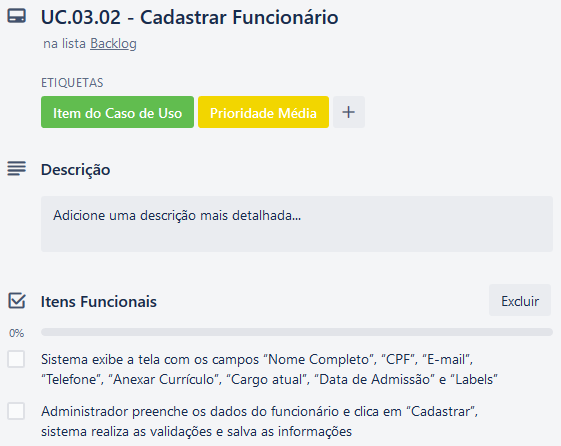 UC.03.02 - Cadastrar Funcionário
na lista Backlog
ETIQUETAS
Item do Caso de Uso Prioridade Média +
Descrição
Adicione uma descrição mais detalhada...
Itens Funcionais Excluir
0%
Sistema exibe a tela com os campos “Nome Completo”, “CPF”, “E-mail”,
“Telefone”, “Anexar Currículo”, “Cargo atual”, “Data de Admissão” e “Labels”
Administrador preenche os dados do funcionário e clica em “Cadastrar”,
sistema realiza as validações e salva as informações